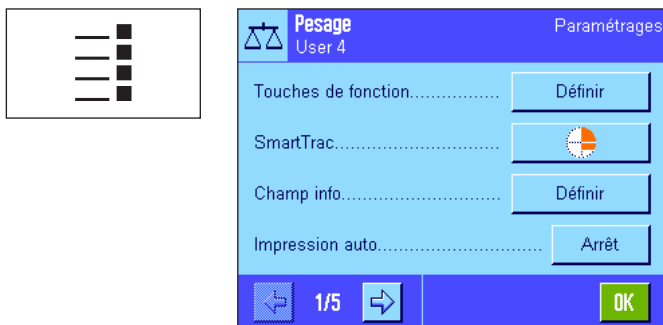 Pesage Paramétrages
User 4
Touches de fonction................. Définir
SmartTrac..............................
Champ info............................. Définir
Impression auto.............................. Arrêt
1/5 OK